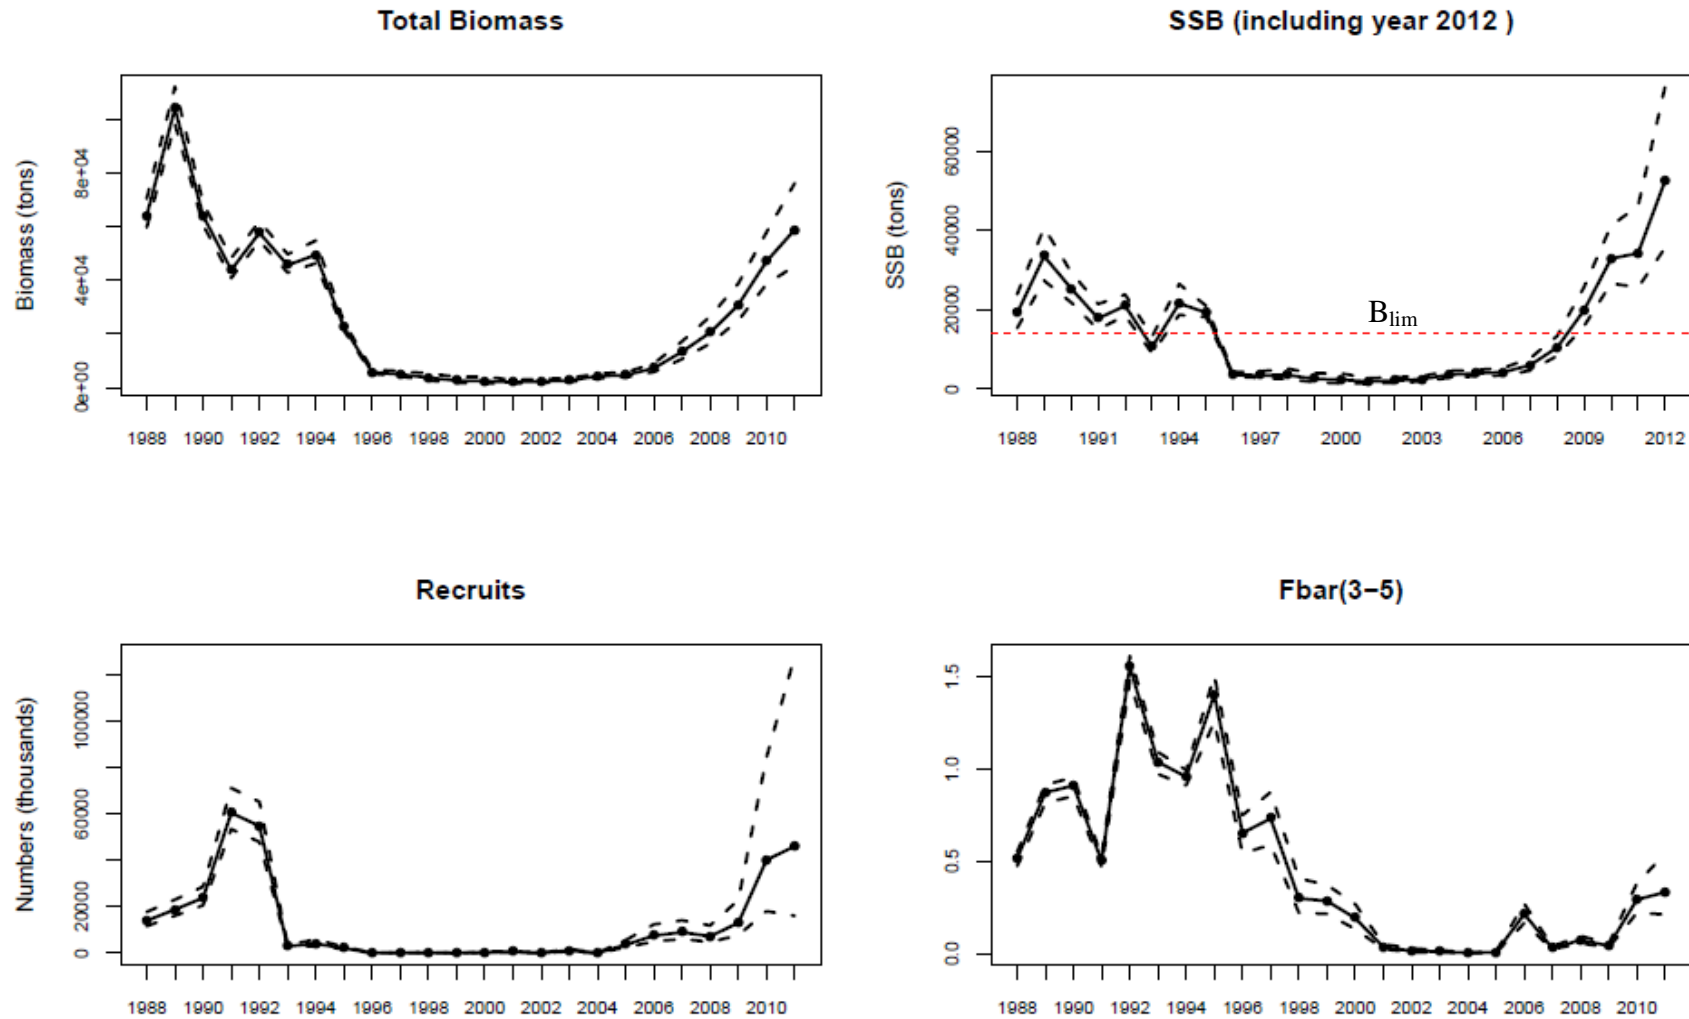 Total Biomass
Biomass (tons)
0e+00 4e+04 8e+04
1988 1990 1992 1994 1996 1998 2000 2002 2004 2006 2008 2010
SSB (including year 2012 )
SSB (tons)
0 20000 40000 60000
Blim
1988 1991 1994 1997 2000 2003 2006 2009 2012
Recruits
Numbers (thousands)
0 20000 60000 100000
1988 1990 1992 1994 1996 1998 2000 2002 2004 2006 2008 2010
Fbar(3−5)
0.0 0.5 1.0 1.5
1988 1990 1992 1994 1996 1998 2000 2002 2004 2006 2008 2010